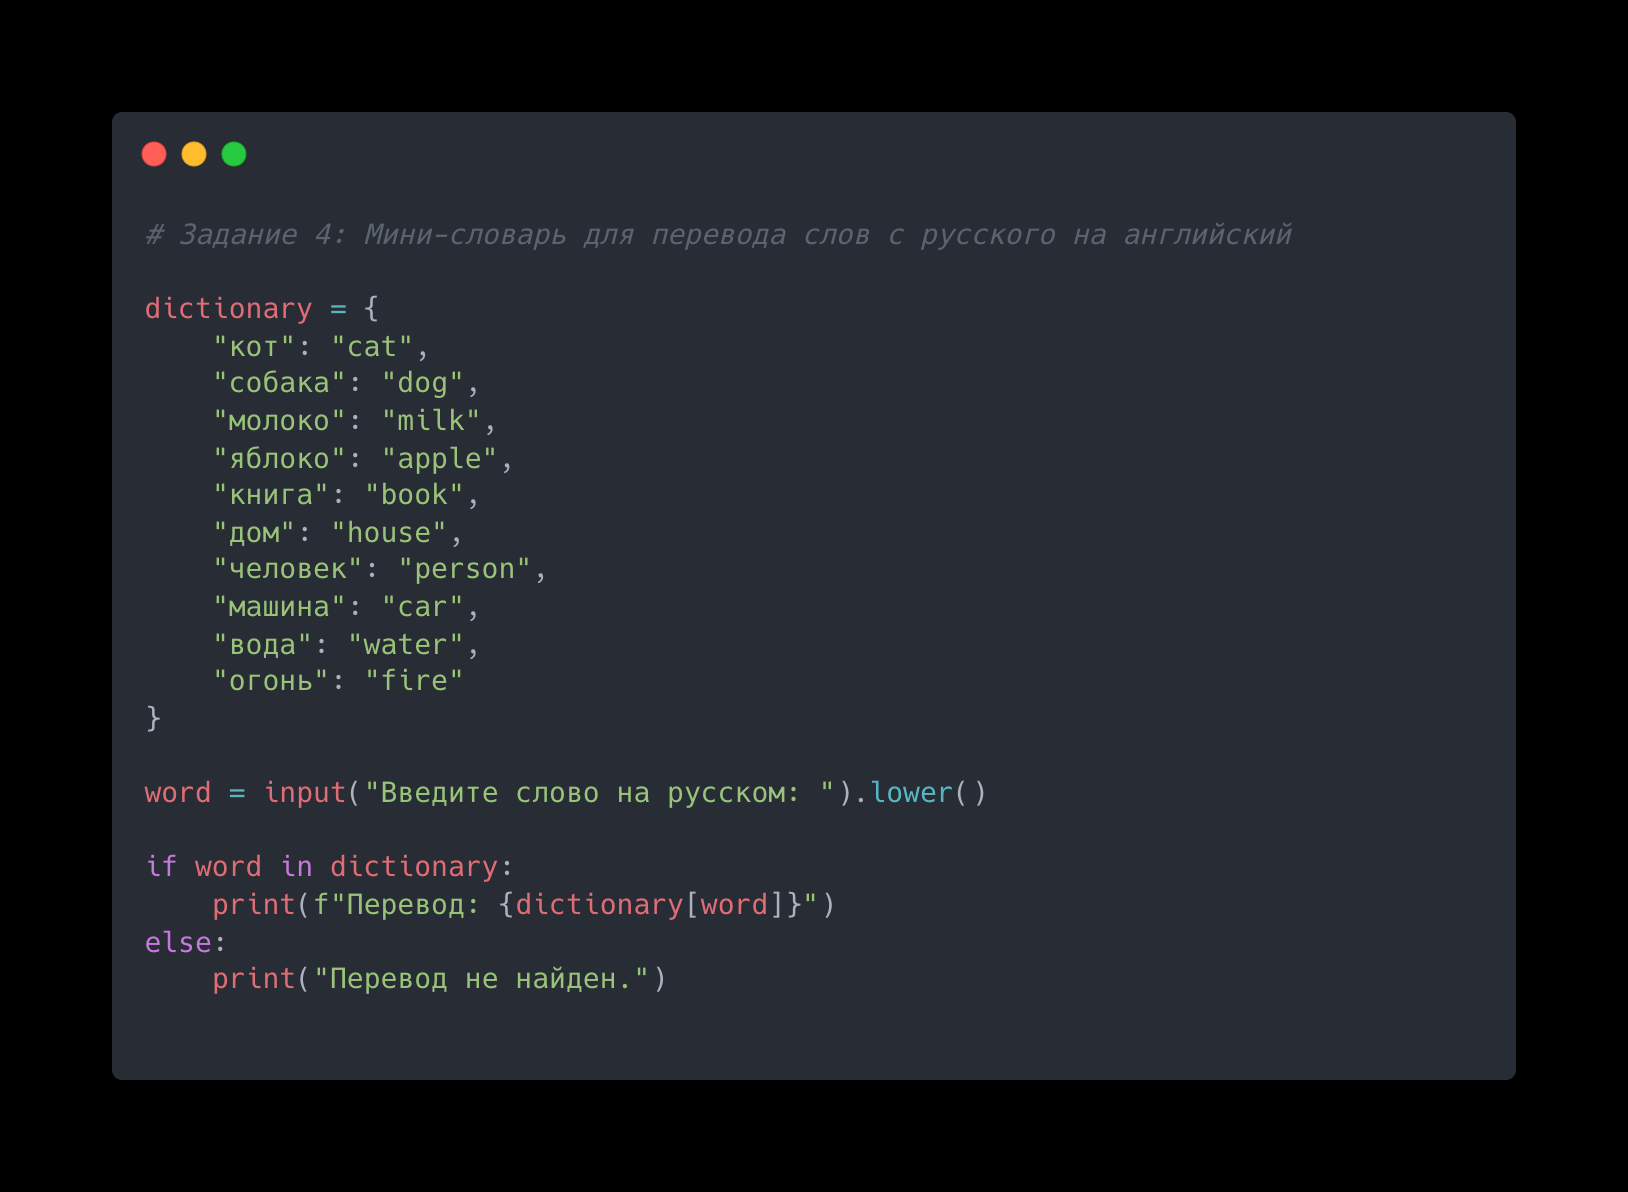 # Задание 4: Мини-словарь для перевода слов с русского на английский
dictionary = {
    "кот": "cat",
    "собака": "dog",
    "молоко": "milk",
    "яблоко": "apple",
    "книга": "book",
    "дом": "house",
    "человек": "person",
    "машина": "car",
    "вода": "water",
    "огонь": "fire"
}
word = input("Введите слово на русском: ").lower()
if word in dictionary:
    print(f"Перевод: {dictionary[word]}")
else:
    print("Перевод не найден.")